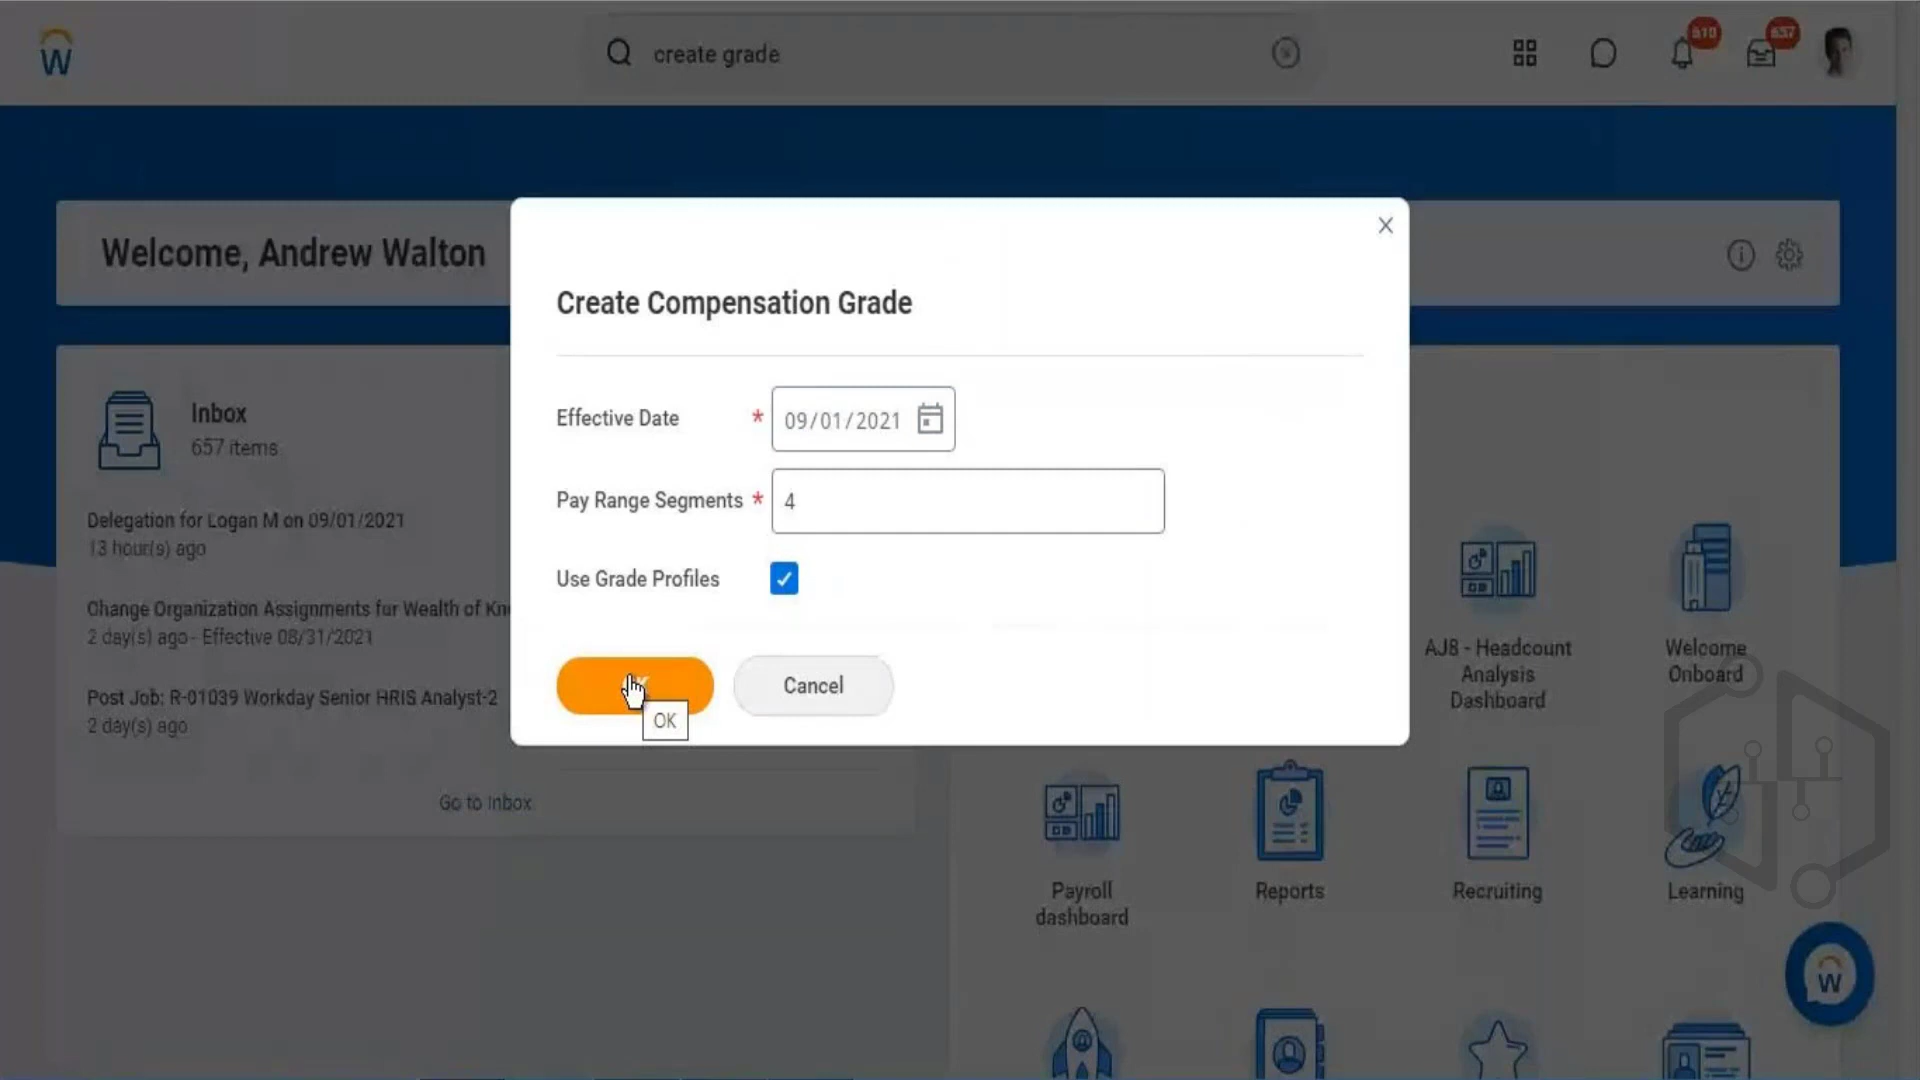 W
create grade
610
657
Welcome, Andrew Walton
Inbox
657 items
Delegation for Logan M on 09/01/2021
13 hour(s) ago
Change Organization Assignments for Wealth of Kn
2 day(s) ago - Effective 08/31/2021
Post Job: R-01039 Workday Senior HRIS Analyst-2
2 day(s) ago
Go to Inbox
Create Compensation Grade
Effective Date * 09/01/2021
Pay Range Segments * 4
Use Grade Profiles
Cancel
OK
AJ8 - Headcount
Analysis
Dashboard
Welcome
Onboard
Payroll
dashboard
Reports
Recruiting
Learning
W